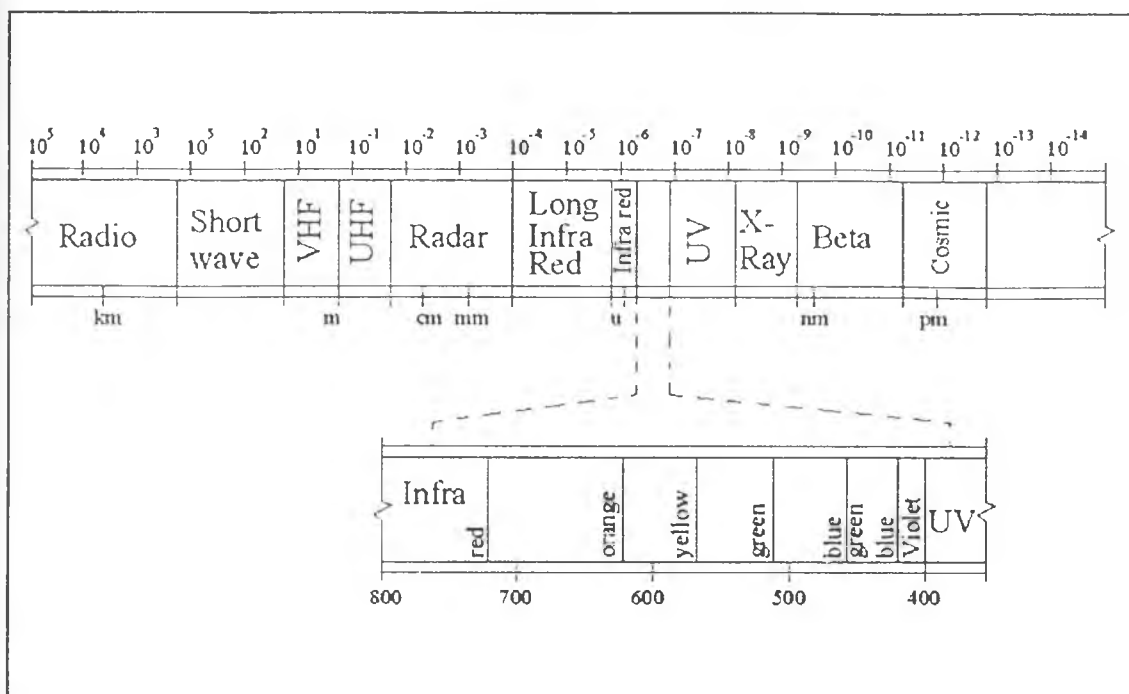 10^5 10^4 10^3 10^5 10^2 10^1 10^-1 10^-2 10^-3 10^-4 10^-5 10^-6 10^-7 10^-8 10^-9 10^-10 10^-11 10^-12 10^-13 10^-14
Radio
Short
wave
VHF
UHF
Radar
Long
Infra
Red
Infra red
UV
X-
Ray
Beta
Cosmic
km m cm mm u nm pm
Infra
red
orange
yellow
green
blue
green
blue
Violet
UV
800 700 600 500 400